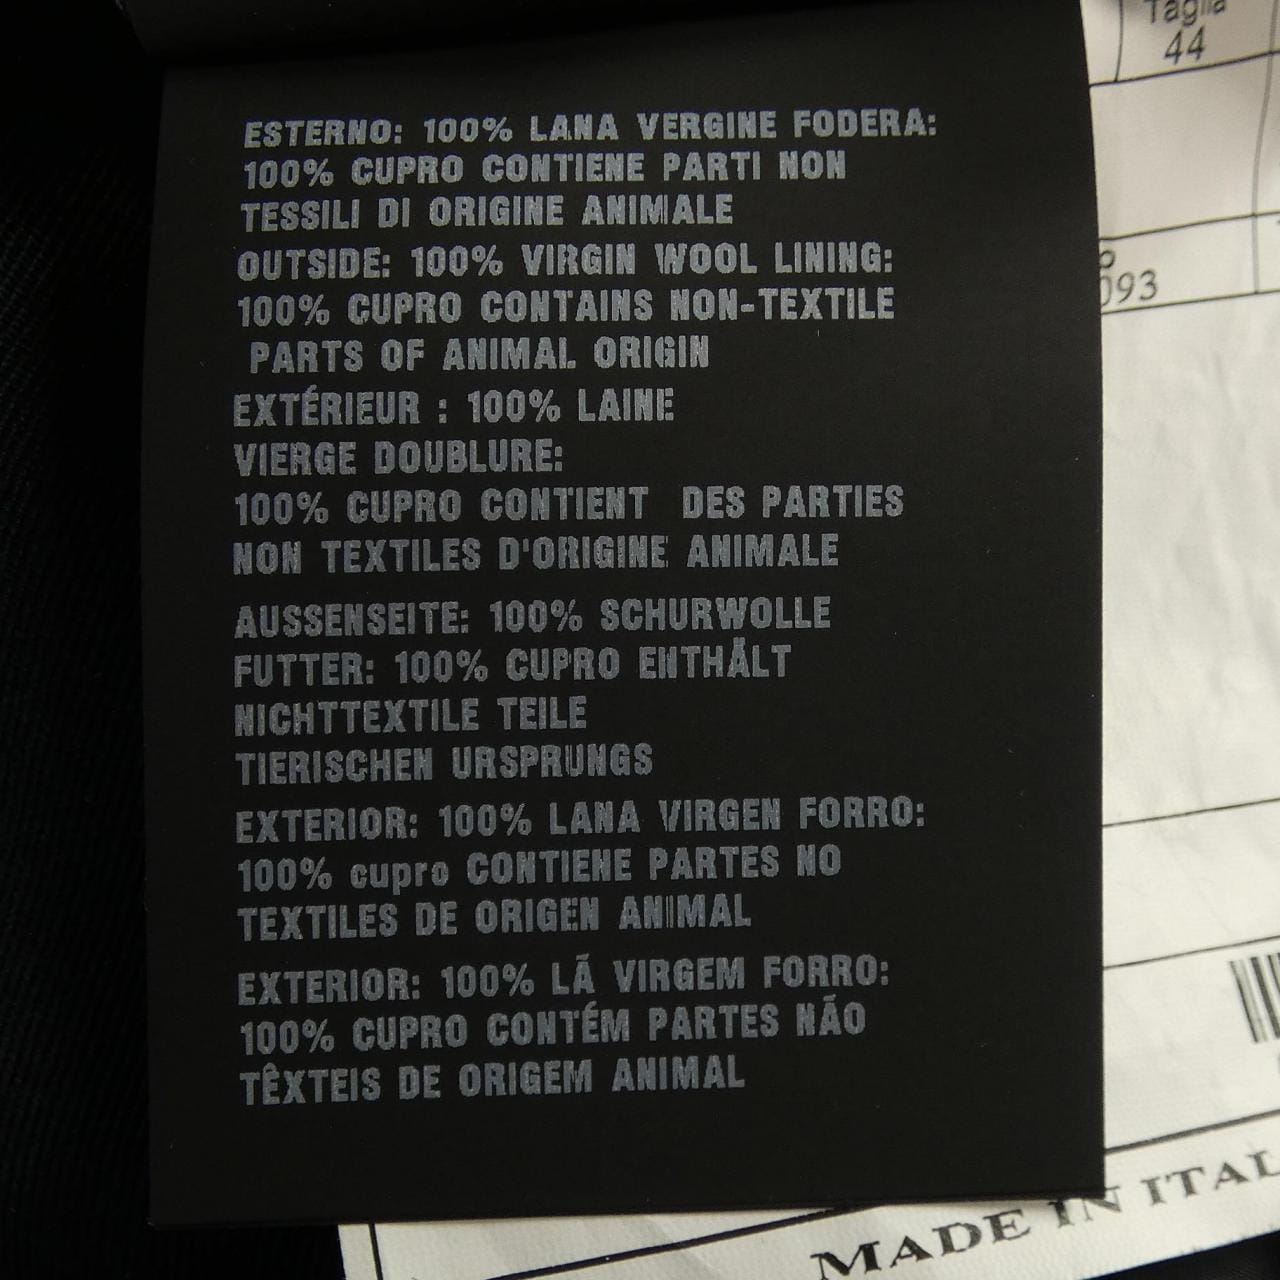 Taglia
44
093
ESTERNO: 100% LANA VERGINE FODERA:
100% CUPRO CONTIENE PARTI NON
TESSILI DI ORIGINE ANIMALE
OUTSIDE: 100% VIRGIN WOOL LINING:
100% CUPRO CONTAINS NON-TEXTILE
PARTS OF ANIMAL ORIGIN
EXTÉRIEUR : 100% LAINE
VIERGE DOUBLURE:
100% CUPRO CONTIENT DES PARTIES
NON TEXTILES D'ORIGINE ANIMALE
AUSSENSEITE: 100% SCHURWOLLE
FUTTER: 100% CUPRO ENTHÄLT
NICHTTEXTILE TEILE
TIERISCHEN URSPRUNGS
EXTERIOR: 100% LANA VIRGEN FORRO:
100% cupro CONTIENE PARTES NO
TEXTILES DE ORIGEN ANIMAL
EXTERIOR: 100% LÃ VIRGEM FORRO:
100% CUPRO CONTÉM PARTES NÃO
TÊXTEIS DE ORIGEM ANIMAL
MADE IN ITAL